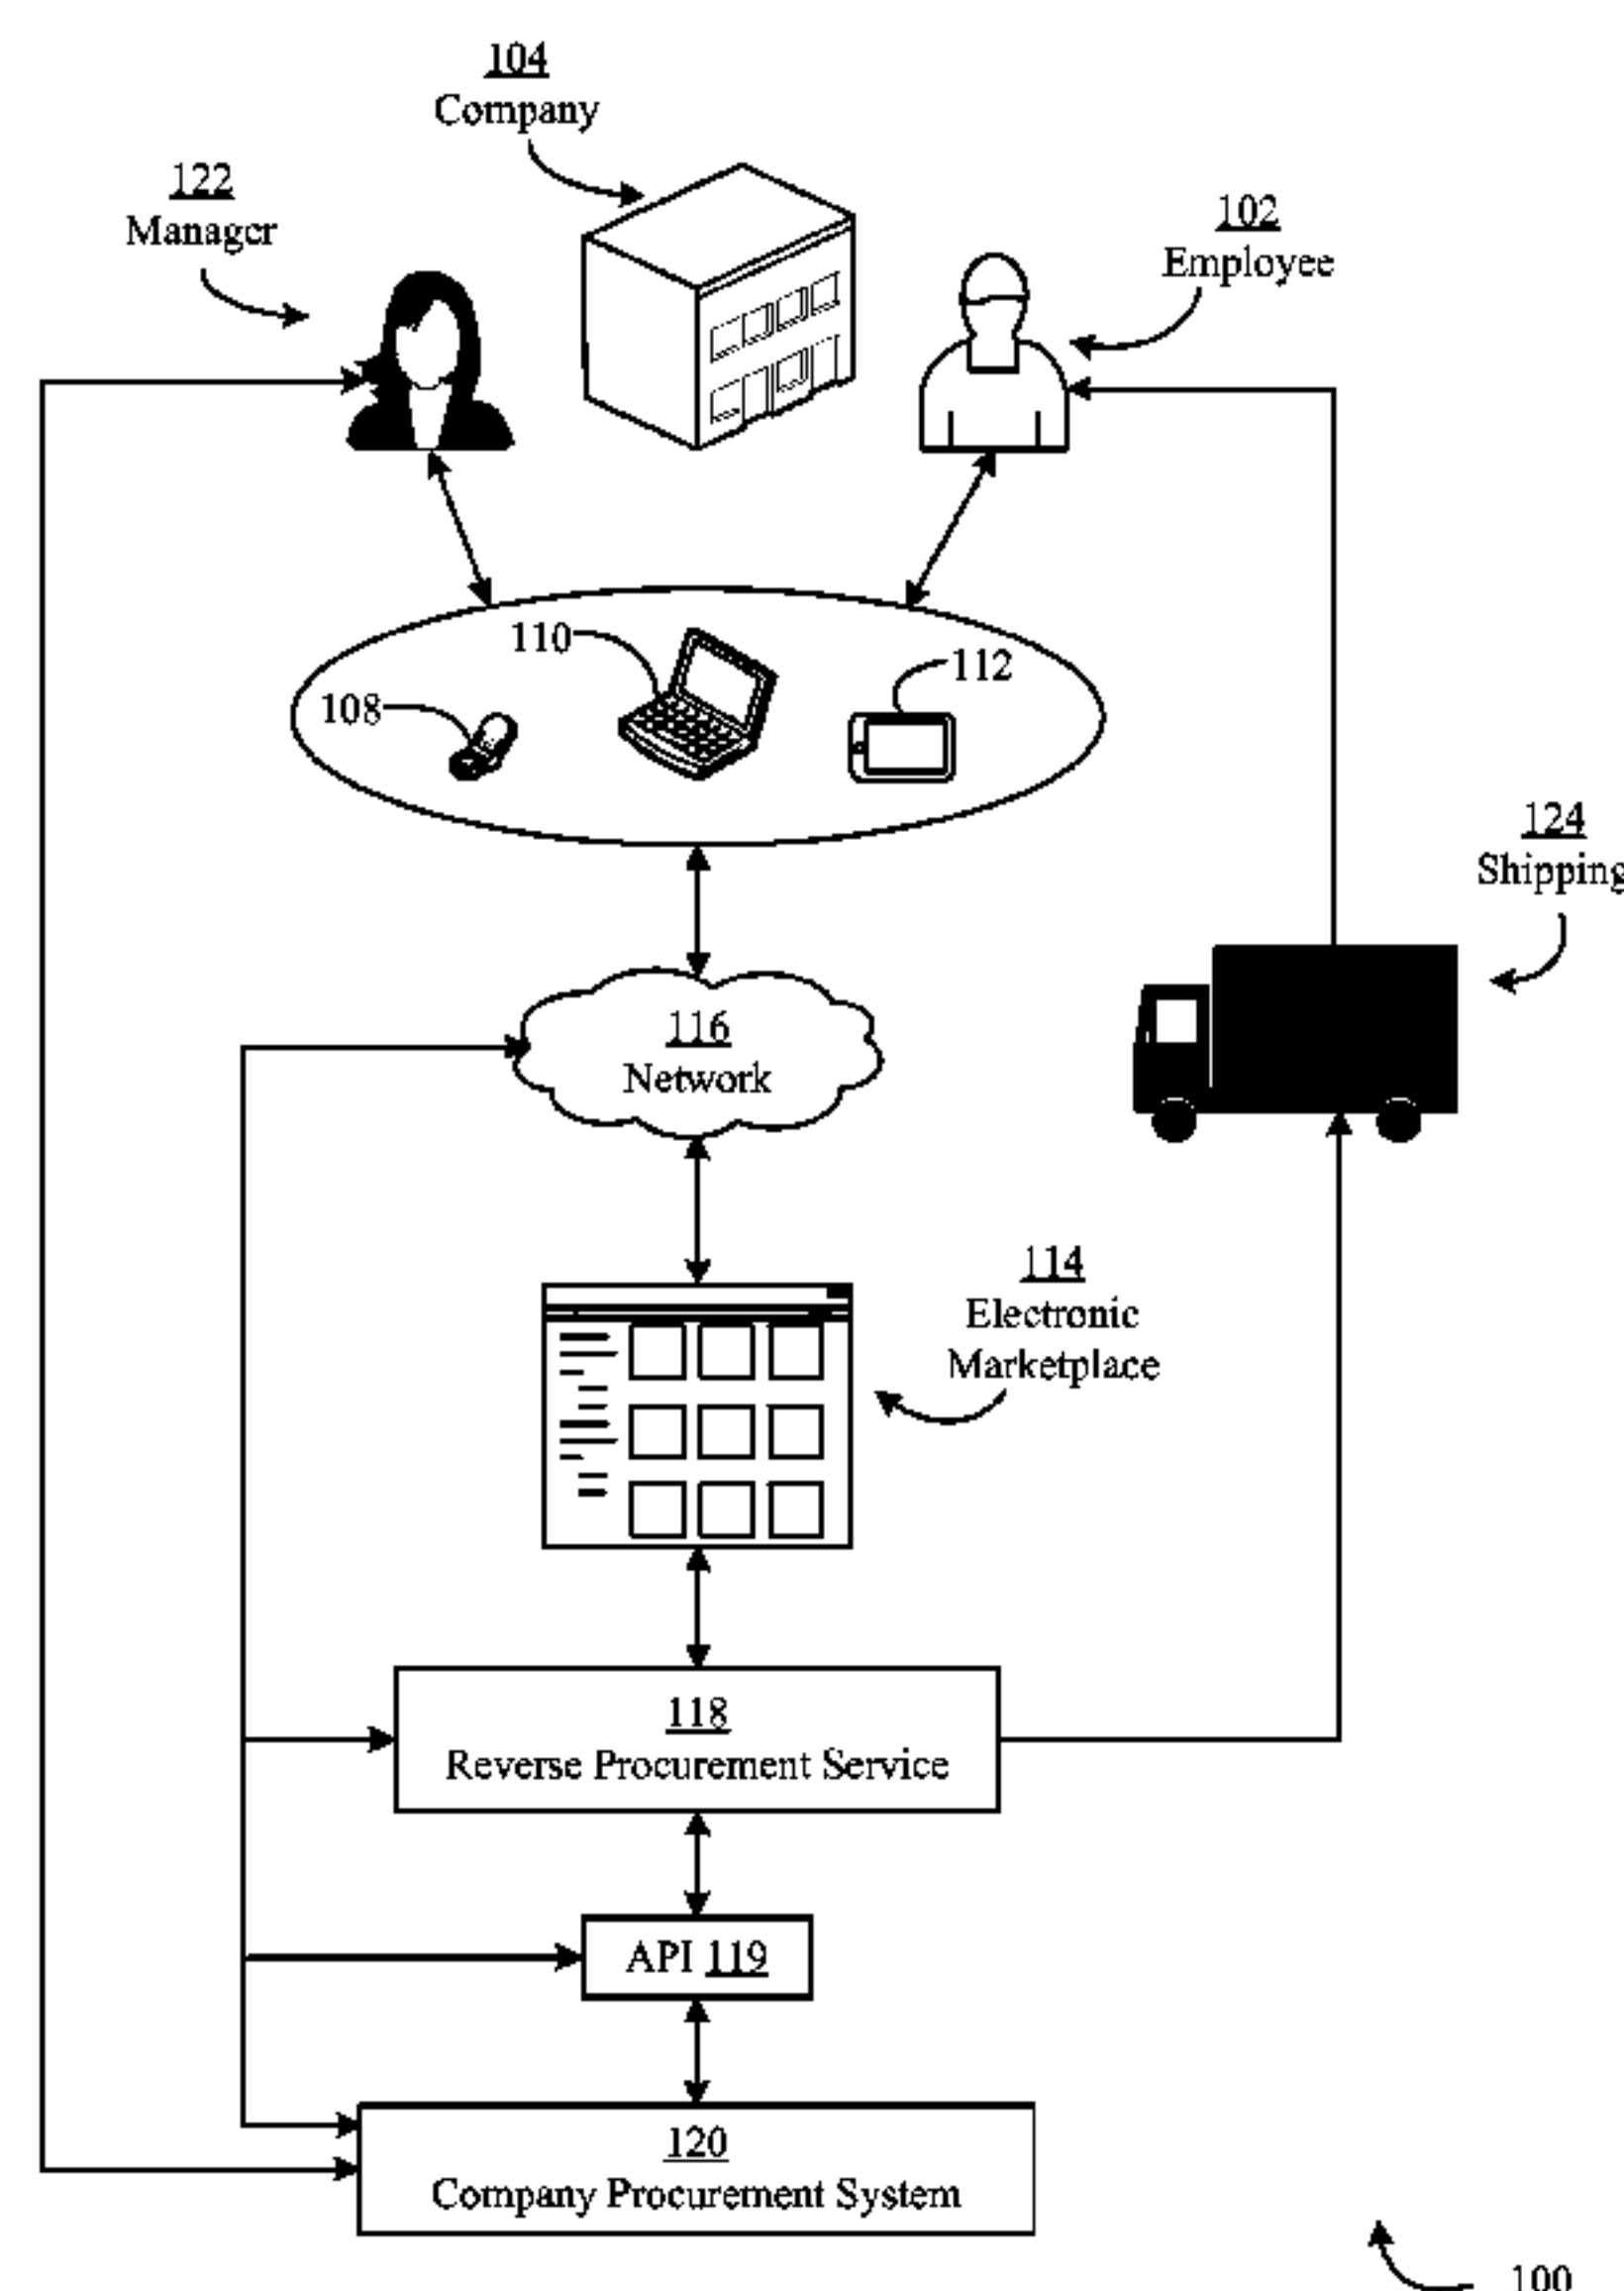 104
Company
122
Manager
102
Employee
110
112
108
124
Shipping
116
Network
114
Electronic
Marketplace
118
Reverse Procurement Service
API 119
120
Company Procurement System
100